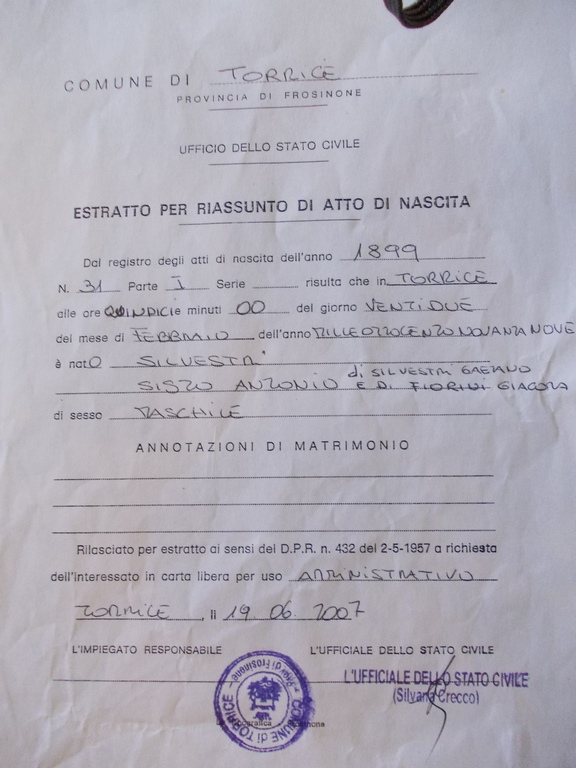 COMUNE DI TORRICE
PROVINCIA DI FROSINONE
UFFICIO DELLO STATO CIVILE
ESTRATTO PER RIASSUNTO DI ATTO DI NASCITA
Dal registro degli atti di nascita dell'anno 1899
N. 31 Parte I Serie risulta che in TORRICE
alle ore QUINDICI e minuti 00 del giorno VENTIDUE
del mese di FEBBRAIO dell'anno MILLEOTTOCENTONOVANTANOVE
è natO SILVESTRI
di SILVESTRI GAETANO
SISTO ANTONIO E DI FIORINI GIACOMA
di sesso MASCHILE
ANNOTAZIONI DI MATRIMONIO
Rilasciato per estratto ai sensi del D.P.R. n. 432 del 2-5-1957 a richiesta
dell'interessato in carta libera per uso AMMINISTRATIVO
TORRICE, li 19.06.2007
L'IMPIEGATO RESPONSABILE L'UFFICIALE DELLO STATO CIVILE
L'UFFICIALE DELLO STATO CIVILE
(Silvana Crecco)
COMUNE di TORRICE